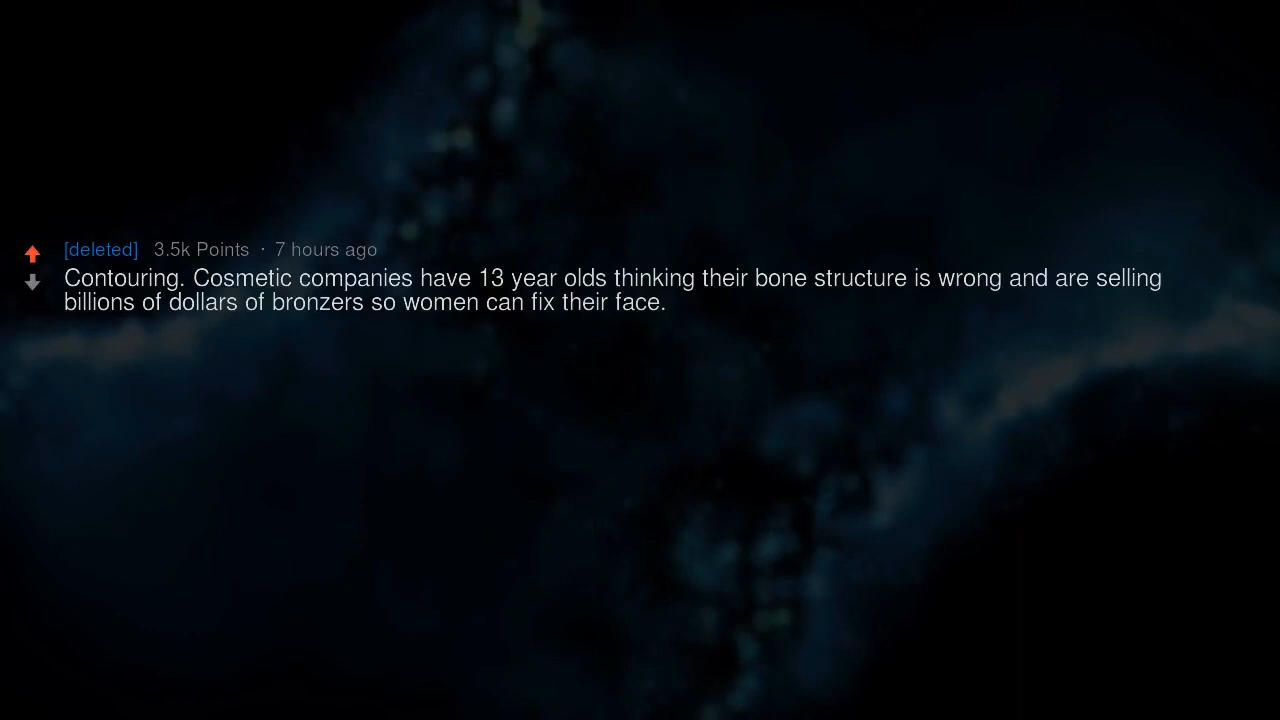 [deleted] 3.5k Points · 7 hours ago
Contouring. Cosmetic companies have 13 year olds thinking their bone structure is wrong and are selling
billions of dollars of bronzers so women can fix their face.